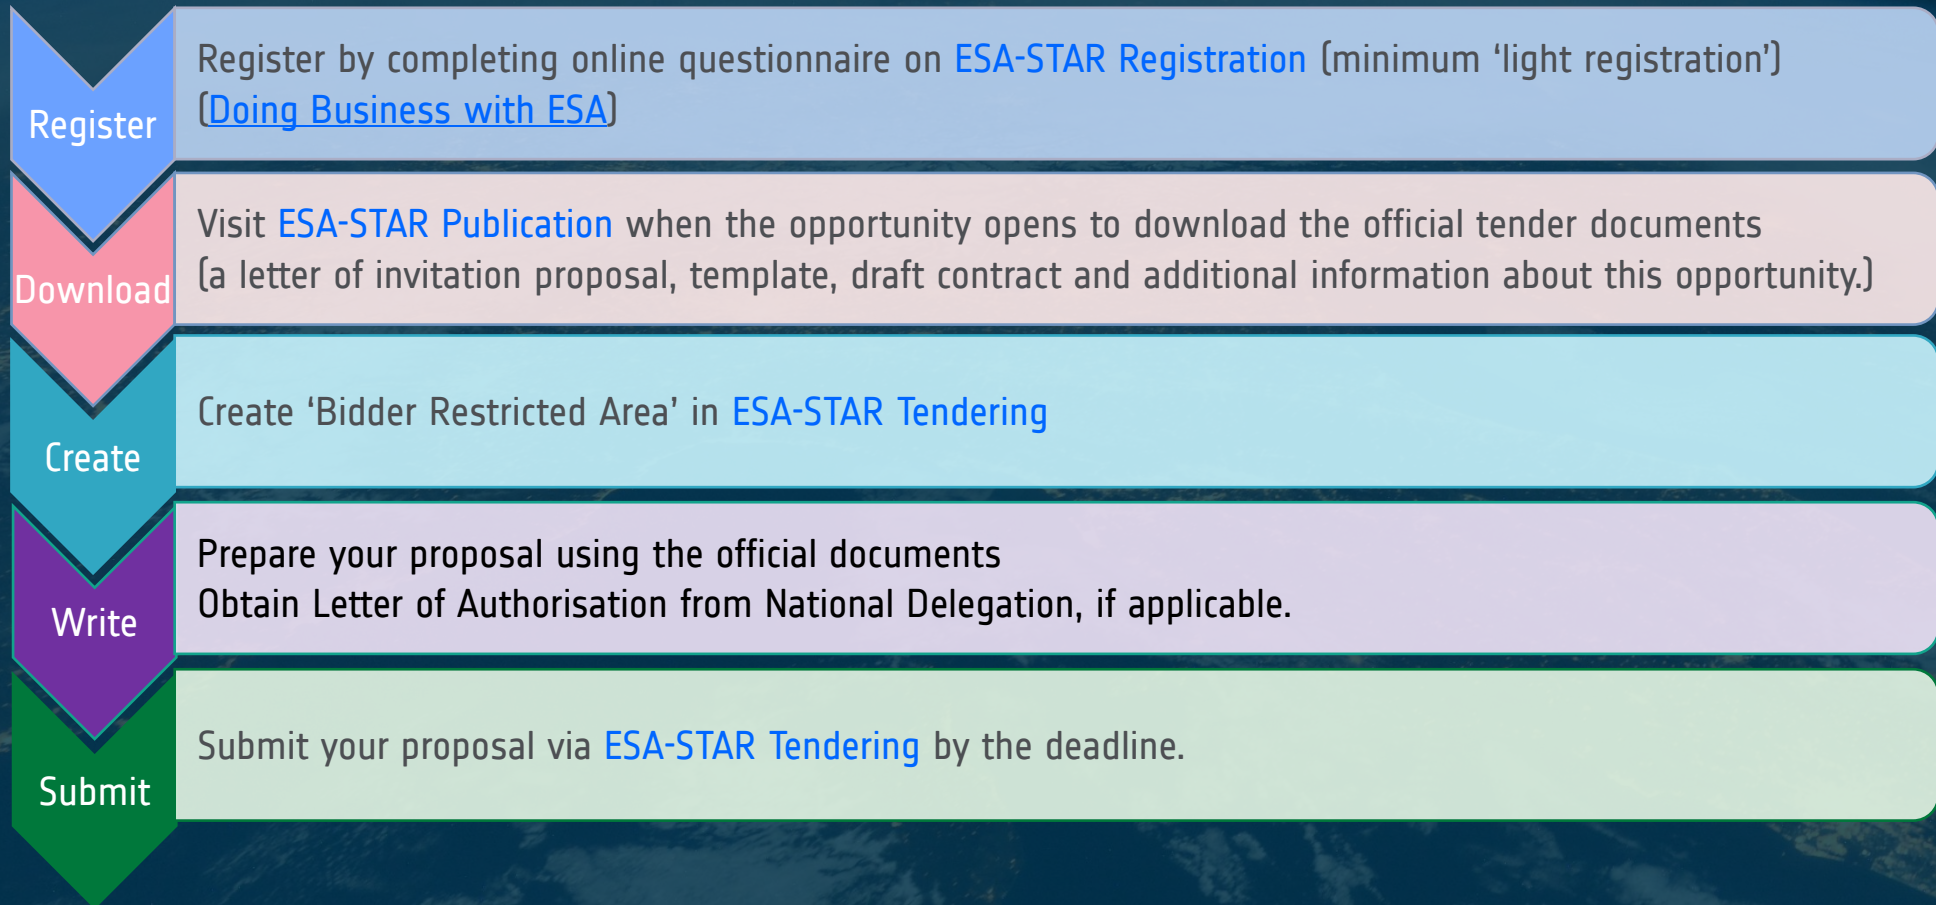 Register
Register by completing online questionnaire on ESA-STAR Registration (minimum ‘light registration’)
(Doing Business with ESA)
Download
Visit ESA-STAR Publication when the opportunity opens to download the official tender documents
(a letter of invitation proposal, template, draft contract and additional information about this opportunity.)
Create
Create ‘Bidder Restricted Area’ in ESA-STAR Tendering
Write
Prepare your proposal using the official documents
Obtain Letter of Authorisation from National Delegation, if applicable.
Submit
Submit your proposal via ESA-STAR Tendering by the deadline.